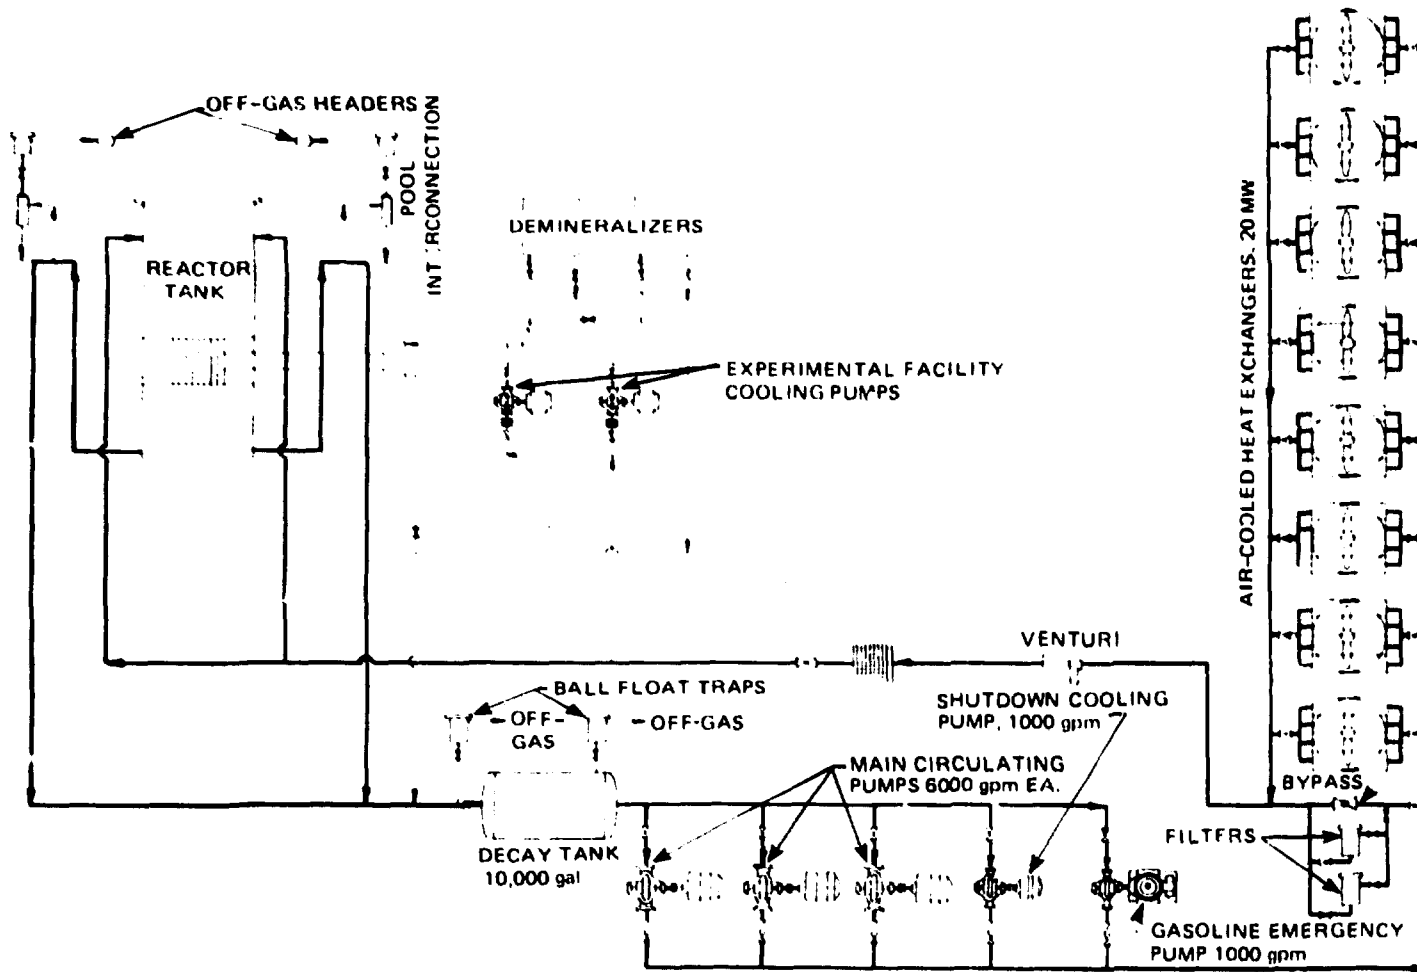 OFF-GAS HEADERS
POOL
INTERCONNECTION
DEMINERALIZERS
REACTOR
TANK
EXPERIMENTAL FACILITY
COOLING PUMPS
AIR-COOLED HEAT EXCHANGERS. 20 MW
VENTURI
BALL FLOAT TRAPS
OFF-
GAS
OFF-GAS
SHUTDOWN COOLING
PUMP, 1000 gpm
MAIN CIRCULATING
PUMPS 6000 gpm EA.
BYPASS
FILTERS
DECAY TANK
10,000 gal
GASOLINE EMERGENCY
PUMP 1000 gpm